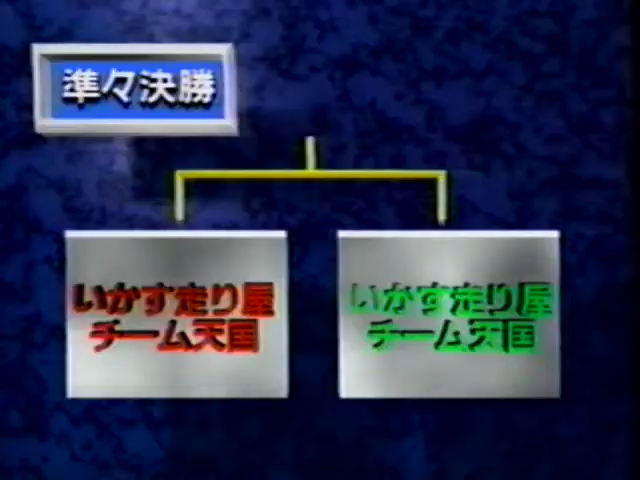 準々決勝
いかす走り屋
チーム天国
いかす走り屋
チーム天国